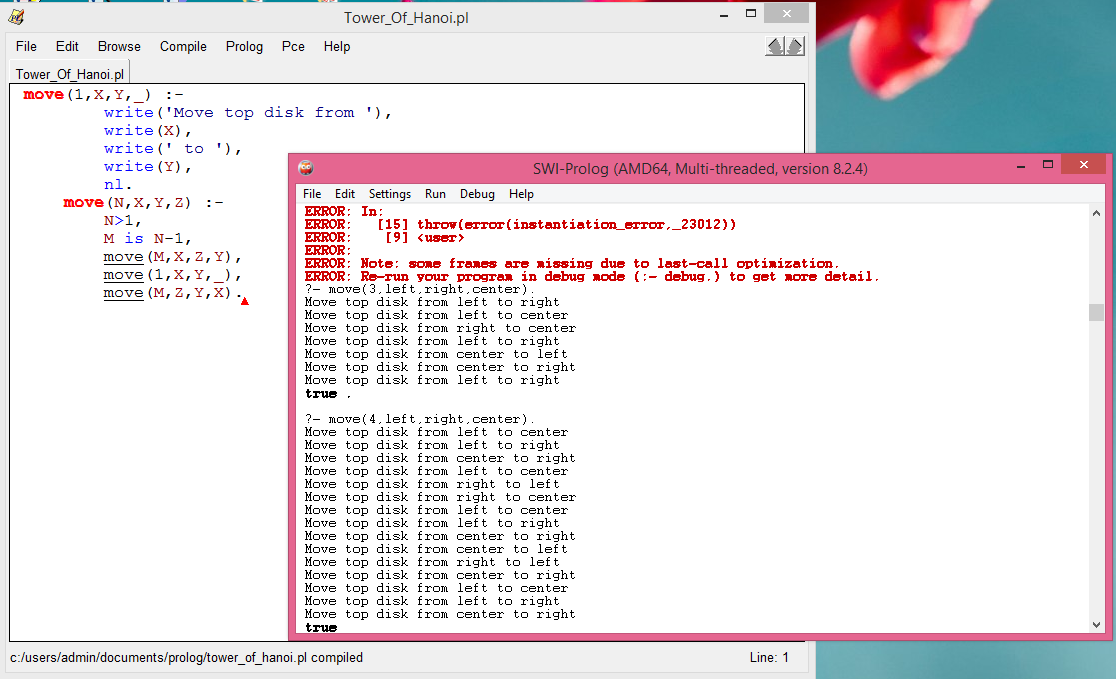 Tower_Of_Hanoi.pl
File Edit Browse Compile Prolog Pce Help
Tower_Of_Hanoi.pl
move(1,X,Y,_) :-
write('Move top disk from '),
write(X),
write(' to '),
write(Y),
nl.
move(N,X,Y,Z) :-
N>1,
M is N-1,
move(M,X,Z,Y),
move(1,X,Y,_),
move(M,Z,Y,X).
c:/users/admin/documents/prolog/tower_of_hanoi.pl compiled
Line: 1
SWI-Prolog (AMD64, Multi-threaded, version 8.2.4)
File Edit Settings Run Debug Help
ERROR: In:
ERROR: [15] throw(error(instantiation_error,_23012))
ERROR: [9] <user>
ERROR:
ERROR: Note: some frames are missing due to last-call optimization.
ERROR: Re-run your program in debug mode (:- debug.) to get more detail.
?- move(3,left,right,center).
Move top disk from left to right
Move top disk from left to center
Move top disk from right to center
Move top disk from left to right
Move top disk from center to left
Move top disk from center to right
Move top disk from left to right
true .
?- move(4,left,right,center).
Move top disk from left to center
Move top disk from left to right
Move top disk from center to right
Move top disk from left to center
Move top disk from right to left
Move top disk from right to center
Move top disk from left to center
Move top disk from left to right
Move top disk from center to right
Move top disk from center to left
Move top disk from right to left
Move top disk from center to right
Move top disk from left to center
Move top disk from left to right
Move top disk from center to right
true